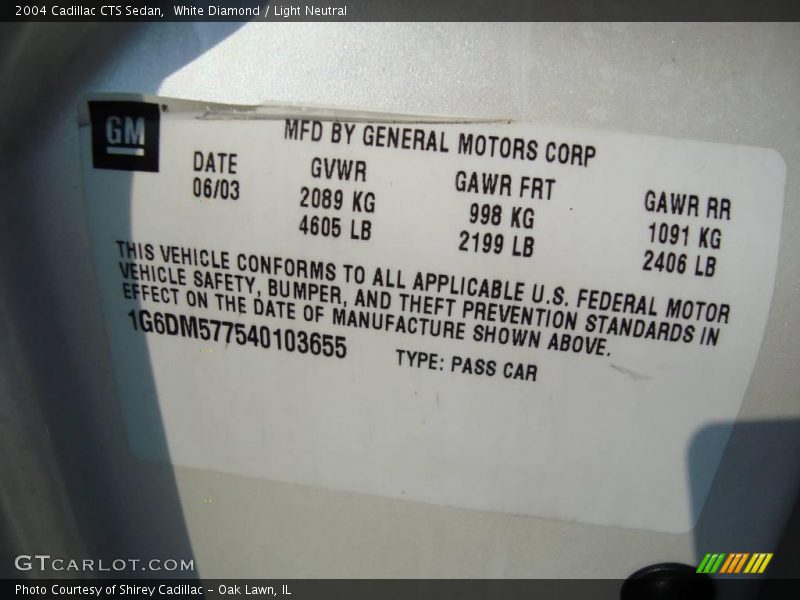 2004 Cadillac CTS Sedan, White Diamond / Light Neutral
GM
MFD BY GENERAL MOTORS CORP
DATE GVWR GAWR FRT GAWR RR
06/03 2089 KG 998 KG 1091 KG
4605 LB 2199 LB 2406 LB
THIS VEHICLE CONFORMS TO ALL APPLICABLE U.S. FEDERAL MOTOR
VEHICLE SAFETY, BUMPER, AND THEFT PREVENTION STANDARDS IN
EFFECT ON THE DATE OF MANUFACTURE SHOWN ABOVE.
1G6DM577540103655 TYPE: PASS CAR
GTCARLOT.COM
Photo Courtesy of Shirey Cadillac - Oak Lawn, IL